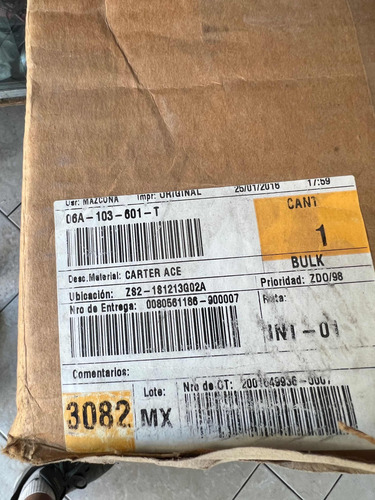 Usr: MAZCONA Impr: ORIGINAL 25/01/2016 17:59
06A-103-601-T
CANT
1
BULK
Desc.Material: CARTER ACE
Ubicación: ZS2-181213G02A
Prioridad: ZDO/98
Nro de Entrega: 0080561186-900007
Ruta:
IN1-01
Comentarios:
3082
Lote:
MX
Nro de OT: